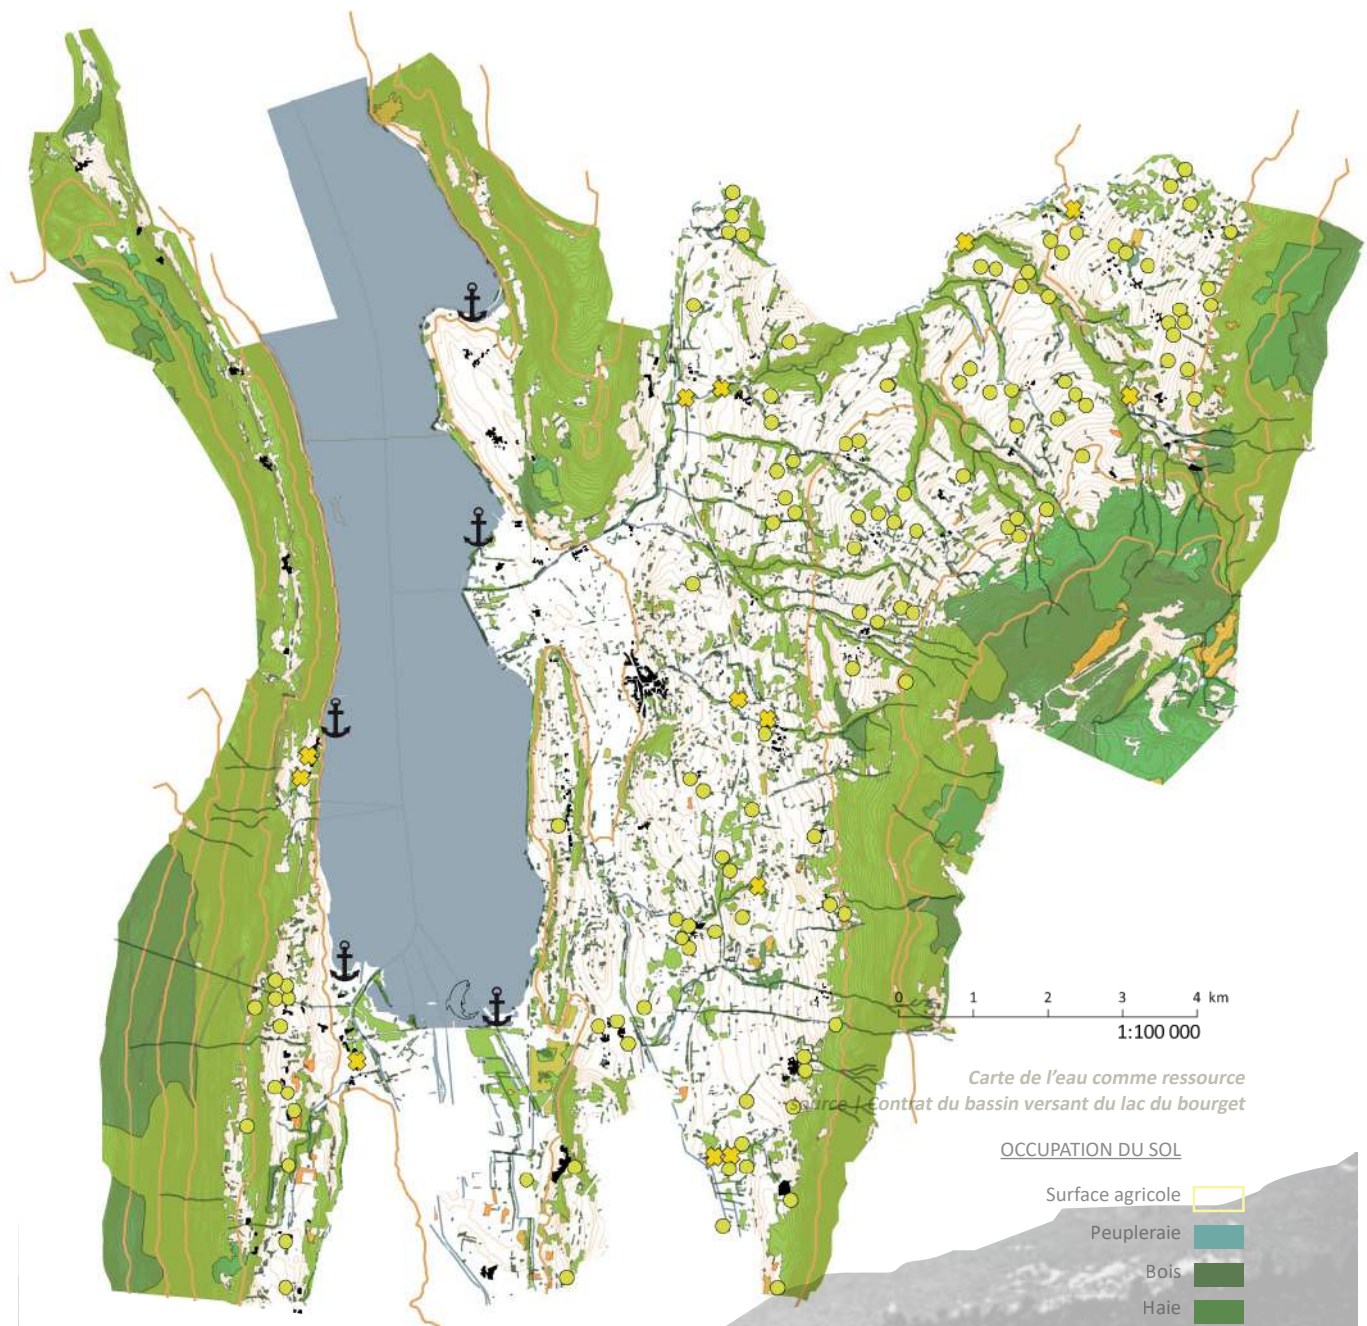 0 1 2 3 4 km
1:100 000
Carte de l'eau comme ressource
source | Contrat du bassin versant du lac du bourget
OCCUPATION DU SOL
Surface agricole
Peupleraie
Bois
Haie